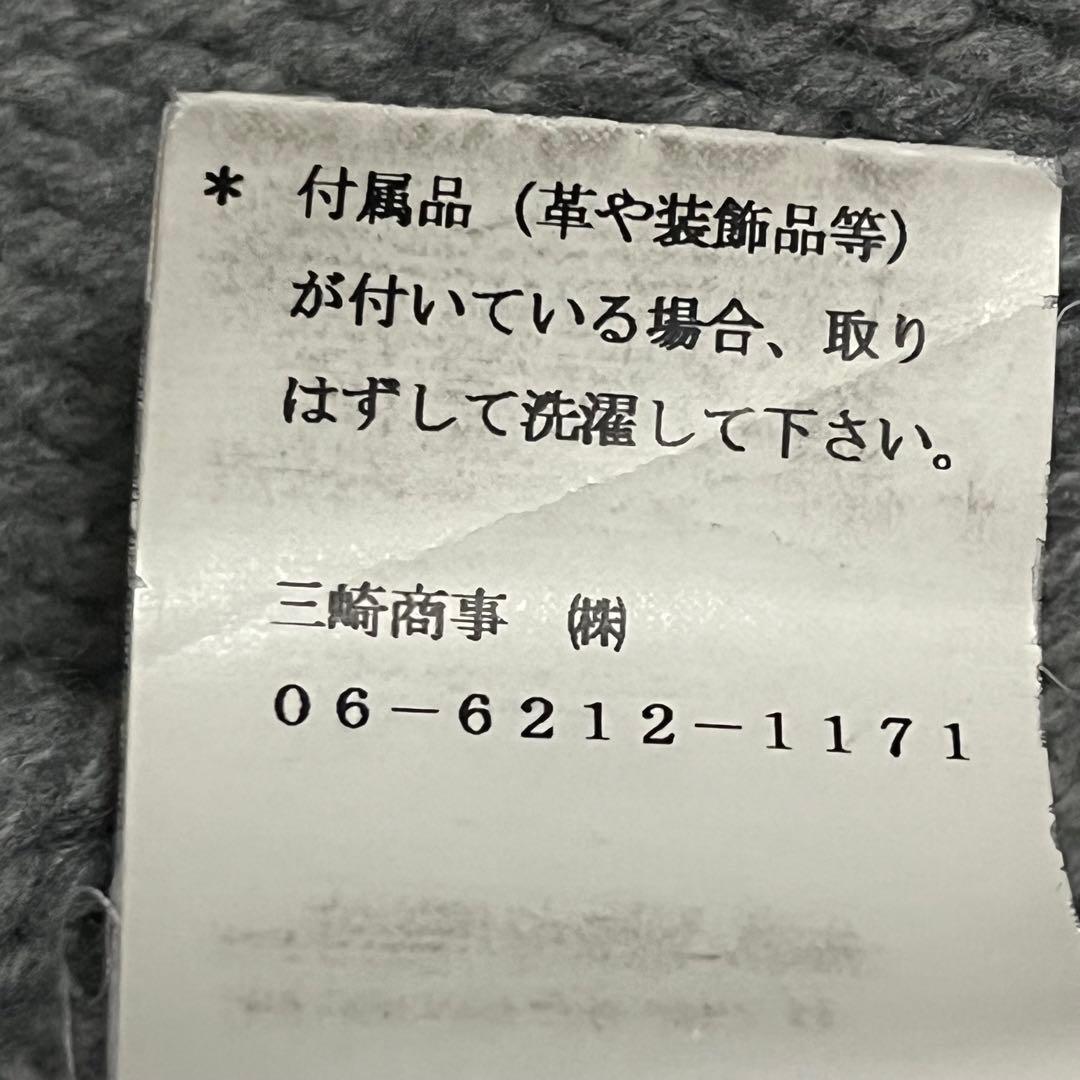 * 付属品（革や装飾品等）
が付いている場合、取り
はずして洗濯して下さい。
三崎商事 ㈱
06-6212-1171